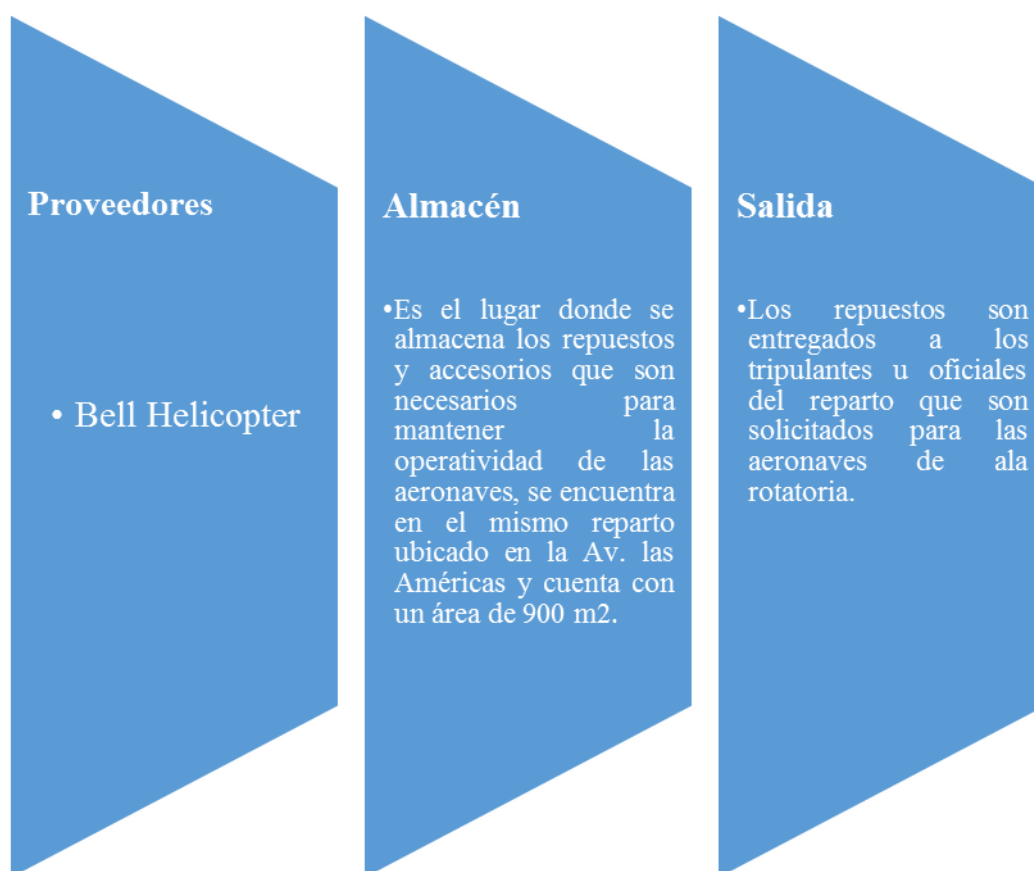 Proveedores
• Bell Helicopter
Almacén
•Es el lugar donde se
almacena los repuestos
y accesorios que son
necesarios para
mantener la
operatividad de las
aeronaves, se encuentra
en el mismo reparto
ubicado en la Av. las
Américas y cuenta con
un área de 900 m2.
Salida
•Los repuestos son
entregados a los
tripulantes u oficiales
del reparto que son
solicitados para las
aeronaves de ala
rotatoria.